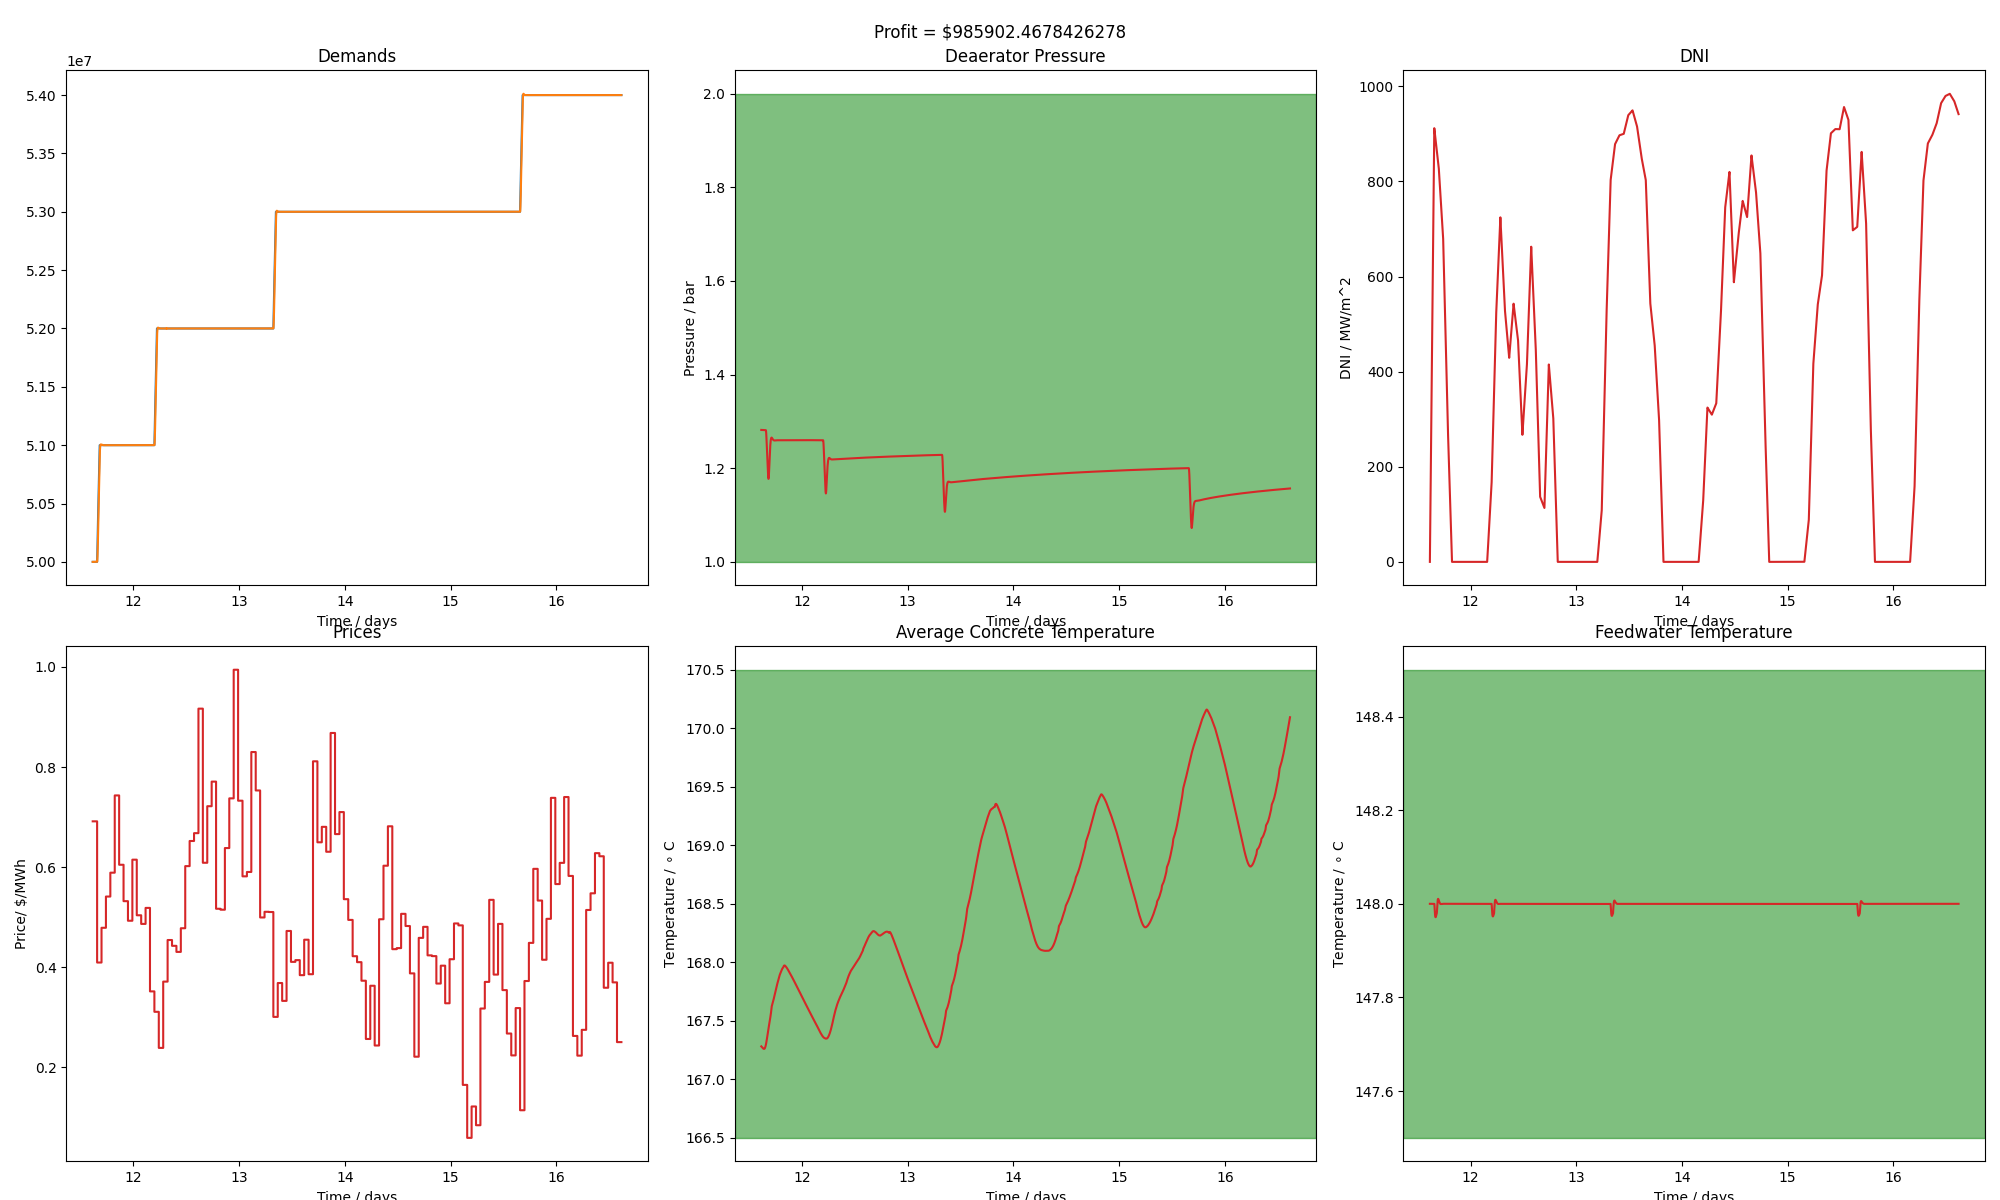 Profit = $985902.4678426278
Demands
1e7
5.40
5.35
5.30
5.25
5.20
5.15
5.10
5.05
5.00
12 13 14 15 16
Time / days
Deaerator Pressure
Pressure / bar
2.0
1.8
1.6
1.4
1.2
1.0
12 13 14 15 16
Time / days
DNI
DNI / MW/m^2
1000
800
600
400
200
0
12 13 14 15 16
Time / days
Prices
Price/ $/MWh
1.0
0.8
0.6
0.4
0.2
12 13 14 15 16
Time / days
Average Concrete Temperature
Temperature / ∘ C
170.5
170.0
169.5
169.0
168.5
168.0
167.5
167.0
166.5
12 13 14 15 16
Time / days
Feedwater Temperature
Temperature / ∘ C
148.4
148.2
148.0
147.8
147.6
12 13 14 15 16
Time / days